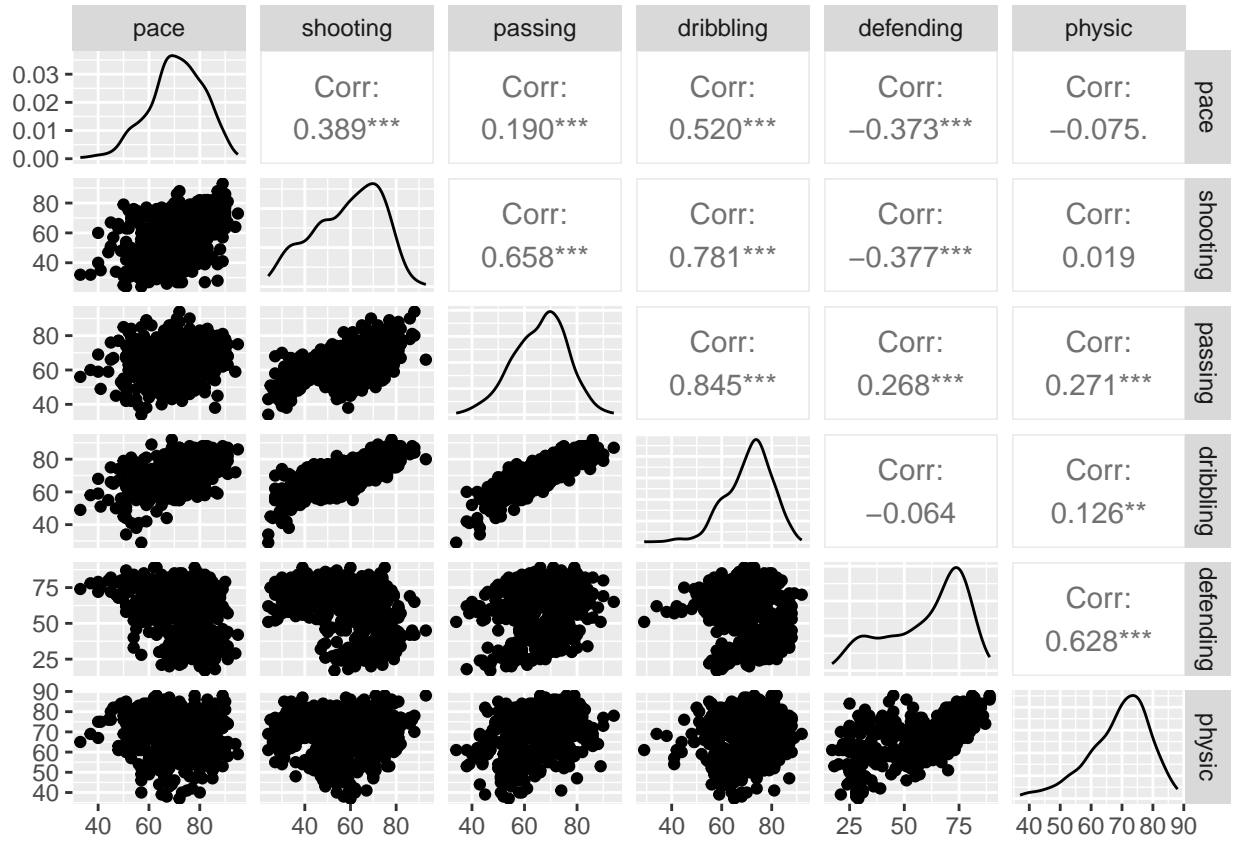 pace shooting passing dribbling defending physic
0.03
0.02
0.01
0.00
Corr:
0.389***
Corr:
0.190***
Corr:
0.520***
Corr:
−0.373***
Corr:
−0.075.
pace
80
60
40
Corr:
0.658***
Corr:
0.781***
Corr:
−0.377***
Corr:
0.019
shooting
80
60
40
Corr:
0.845***
Corr:
0.268***
Corr:
0.271***
passing
80
60
40
Corr:
−0.064
Corr:
0.126**
dribbling
75
50
25
Corr:
0.628***
defending
90
80
70
60
50
40
physic
40 60 80 40 60 80 40 60 80 40 60 80 25 50 75 40 50 60 70 80 90